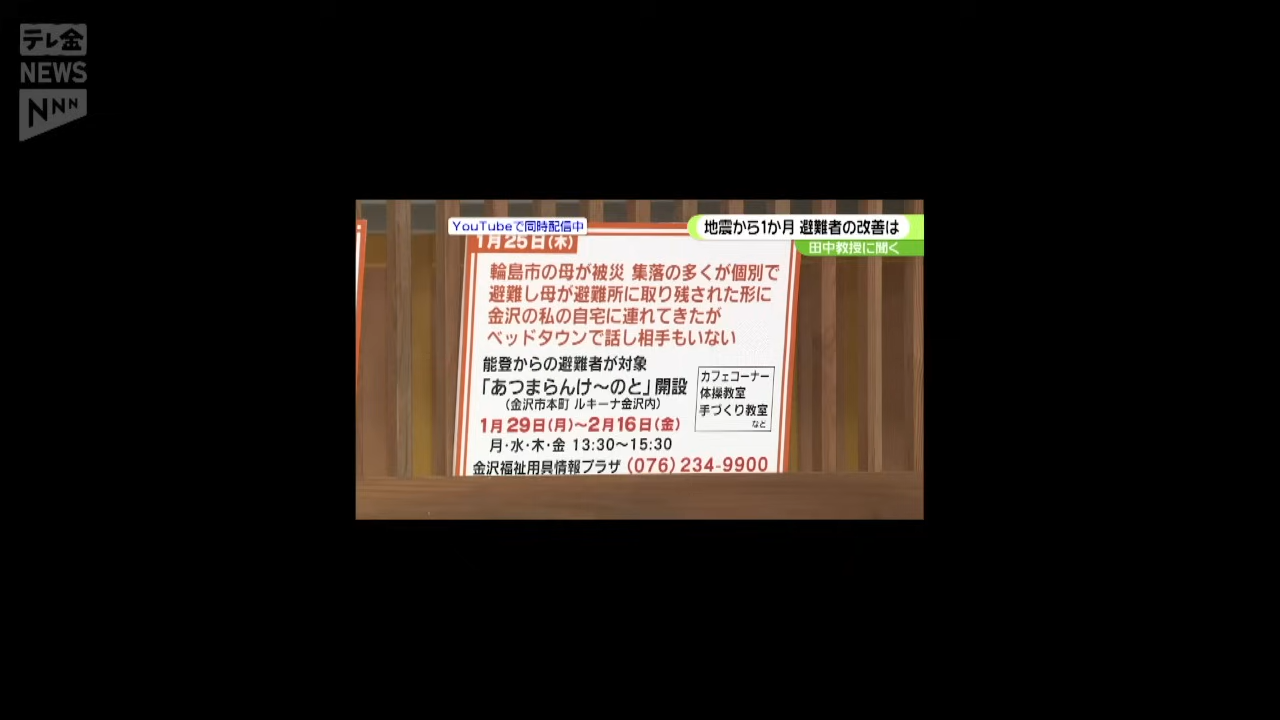 テレ金
NEWS
NNN
YouTubeで同時配信中
地震から1か月 避難者の改善は
田中教授に聞く
1月25日(木)
輪島市の母が被災 集落の多くが個別で
避難し母が避難所に取り残された形に
金沢の私の自宅に連れてきたが
ベッドタウンで話し相手もいない
能登からの避難者が対象
「あつまらんけ〜のと」開設
(金沢市本町 ルキーナ金沢内)
カフェコーナー
体操教室
手づくり教室
など
1月29日(月)〜2月16日(金)
月・水・木・金 13:30〜15:30
金沢福祉用具情報プラザ (076)234-9900